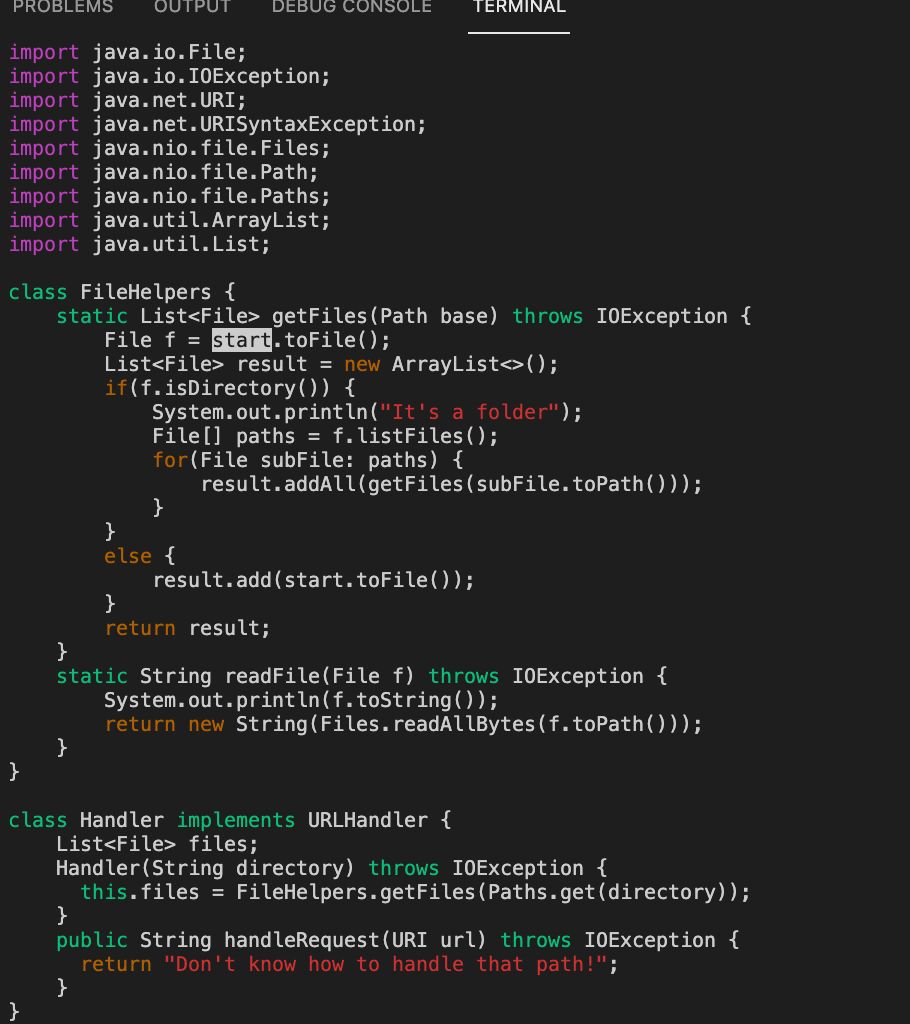 PROBLEMS OUTPUT DEBUG CONSOLE TERMINAL
import java.io.File;
import java.io.IOException;
import java.net.URI;
import java.net.URISyntaxException;
import java.nio.file.Files;
import java.nio.file.Path;
import java.nio.file.Paths;
import java.util.ArrayList;
import java.util.List;

class FileHelpers {
    static List<File> getFiles(Path base) throws IOException {
        File f = start.toFile();
        List<File> result = new ArrayList<>();
        if(f.isDirectory()) {
            System.out.println("It's a folder");
            File[] paths = f.listFiles();
            for(File subFile: paths) {
                result.addAll(getFiles(subFile.toPath()));
            }
        }
        else {
            result.add(start.toFile());
        }
        return result;
    }
    static String readFile(File f) throws IOException {
        System.out.println(f.toString());
        return new String(Files.readAllBytes(f.toPath()));
    }
}

class Handler implements URLHandler {
    List<File> files;
    Handler(String directory) throws IOException {
      this.files = FileHelpers.getFiles(Paths.get(directory));
    }
    public String handleRequest(URI url) throws IOException {
      return "Don't know how to handle that path!";
    }
}